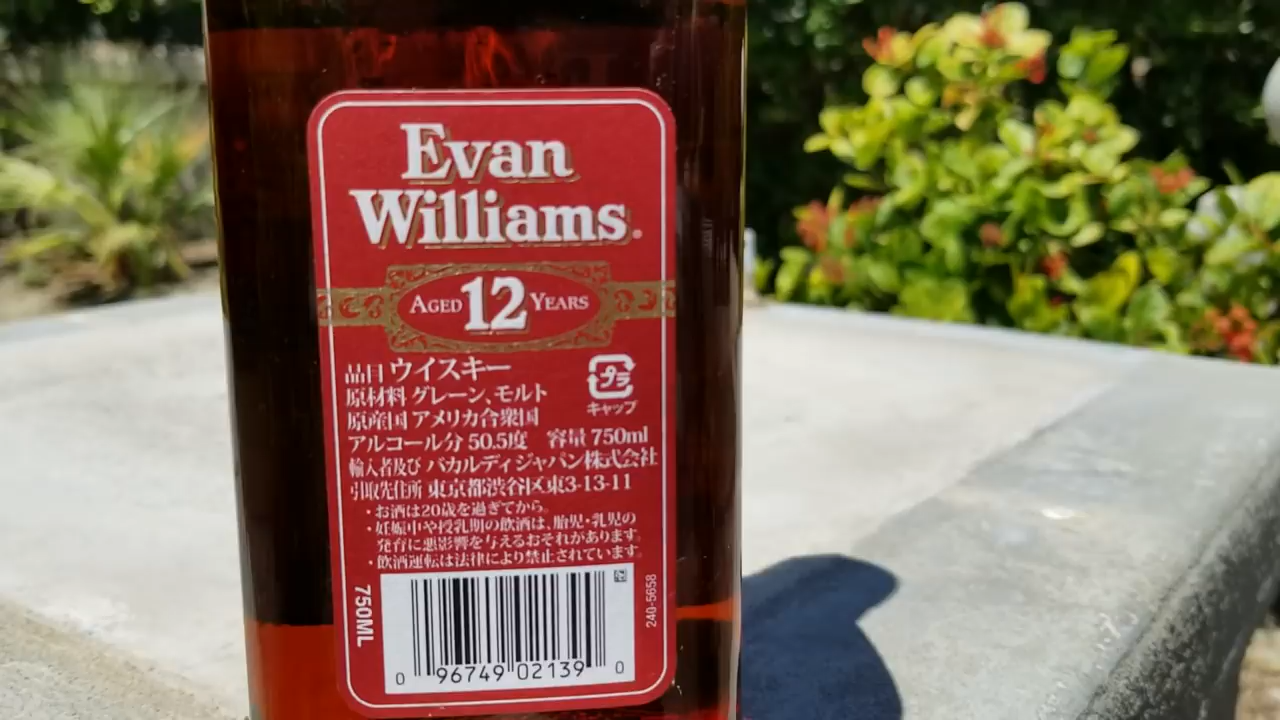 Evan
Williams®
AGED 12 YEARS
品目 ウイスキー
原材料 グレーン、モルト
プラ
キャップ
原産国 アメリカ合衆国
アルコール分 50.5度 容量 750ml
輸入者及び バカルディジャパン株式会社
引取先住所 東京都渋谷区東3-13-11
・お酒は20歳を過ぎてから。
・妊娠中や授乳期の飲酒は、胎児・乳児の
発育に悪影響を与えるおそれがあります。
・飲酒運転は法律により禁止されています。
750ML
240-5658
0 96749 02139 0